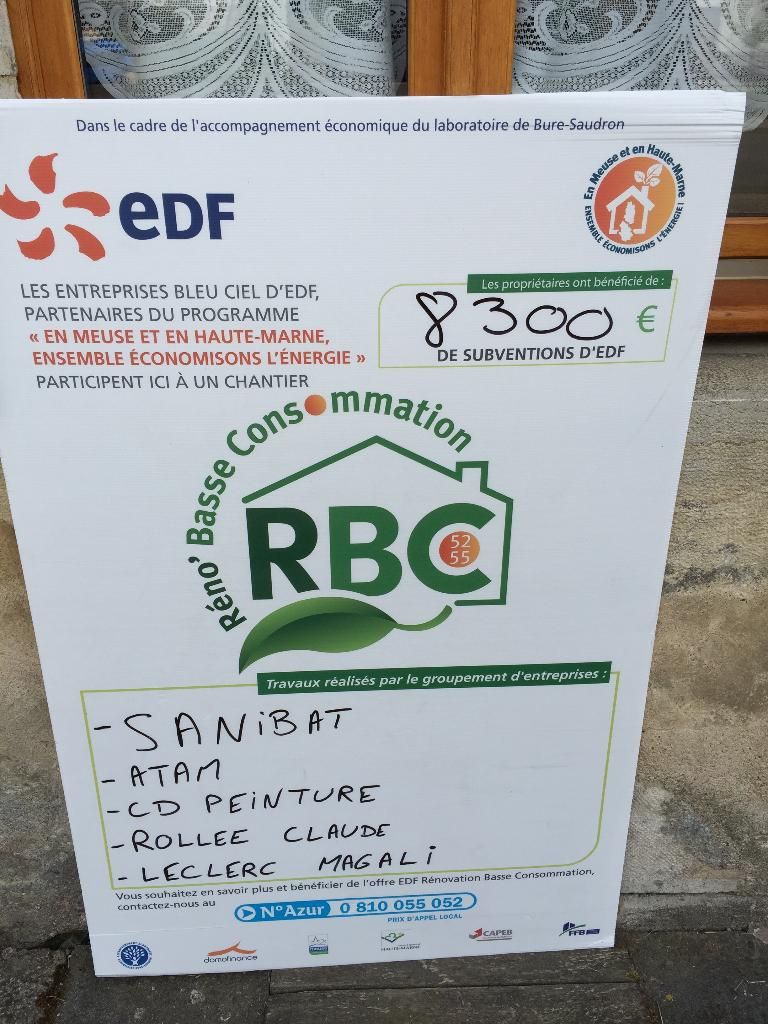 Dans le cadre de l'accompagnement économique du laboratoire de Bure-Saudron
eDF
En Meuse et en Haute-Marne,
ENSEMBLE ÉCONOMISONS L'ÉNERGIE !
LES ENTREPRISES BLEU CIEL D'EDF,
PARTENAIRES DU PROGRAMME
« EN MEUSE ET EN HAUTE-MARNE,
ENSEMBLE ÉCONOMISONS L'ÉNERGIE »
PARTICIPENT ICI À UN CHANTIER
Les propriétaires ont bénéficié de :
8300 €
DE SUBVENTIONS D'EDF
Réno' Basse Consommation
RBC
52
55
Travaux réalisés par le groupement d'entreprises :
- SANiBAT
- ATAM
- CD PEiNTURE
- ROLLEE CLAUDE
- LECLERC MAGALi
Vous souhaitez en savoir plus et bénéficier de l'offre EDF Rénovation Basse Consommation,
contactez-nous au
N°Azur 0 810 055 052
PRIX D'APPEL LOCAL
domofinance
HAUTE-MARNE
CAPEB
FFB